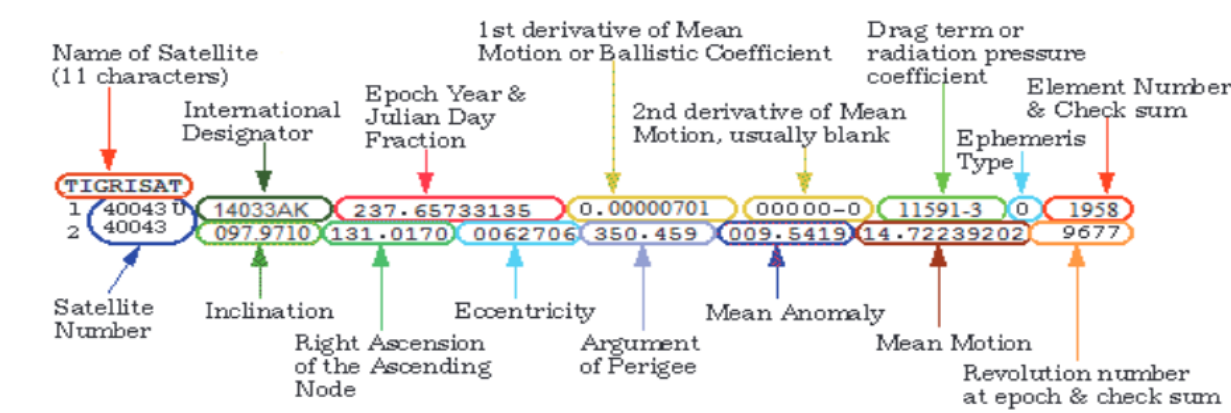 1st derivative of Mean
Motion or Ballistic Coefficient
Drag term or
radiation pressure
coefficient
Name of Satellite
(11 characters)
International
Designator
Epoch Year &
Julian Day
Fraction
2nd derivative of Mean
Motion, usually blank
Element Number
& Check sum
Ephemeris
Type
TIGRISAT
1 40043 U 14033AK 237.65733135 0.00000701 00000-0 11591-3 0 1958
2 40043 097.9710 131.0170 0062706 350.459 009.5419 14.72239202 9677
Satellite
Number
Inclination
Right Ascension
of the Ascending
Node
Eccentricity
Argument
of Perigee
Mean Anomaly
Mean Motion
Revolution number
at epoch & check sum